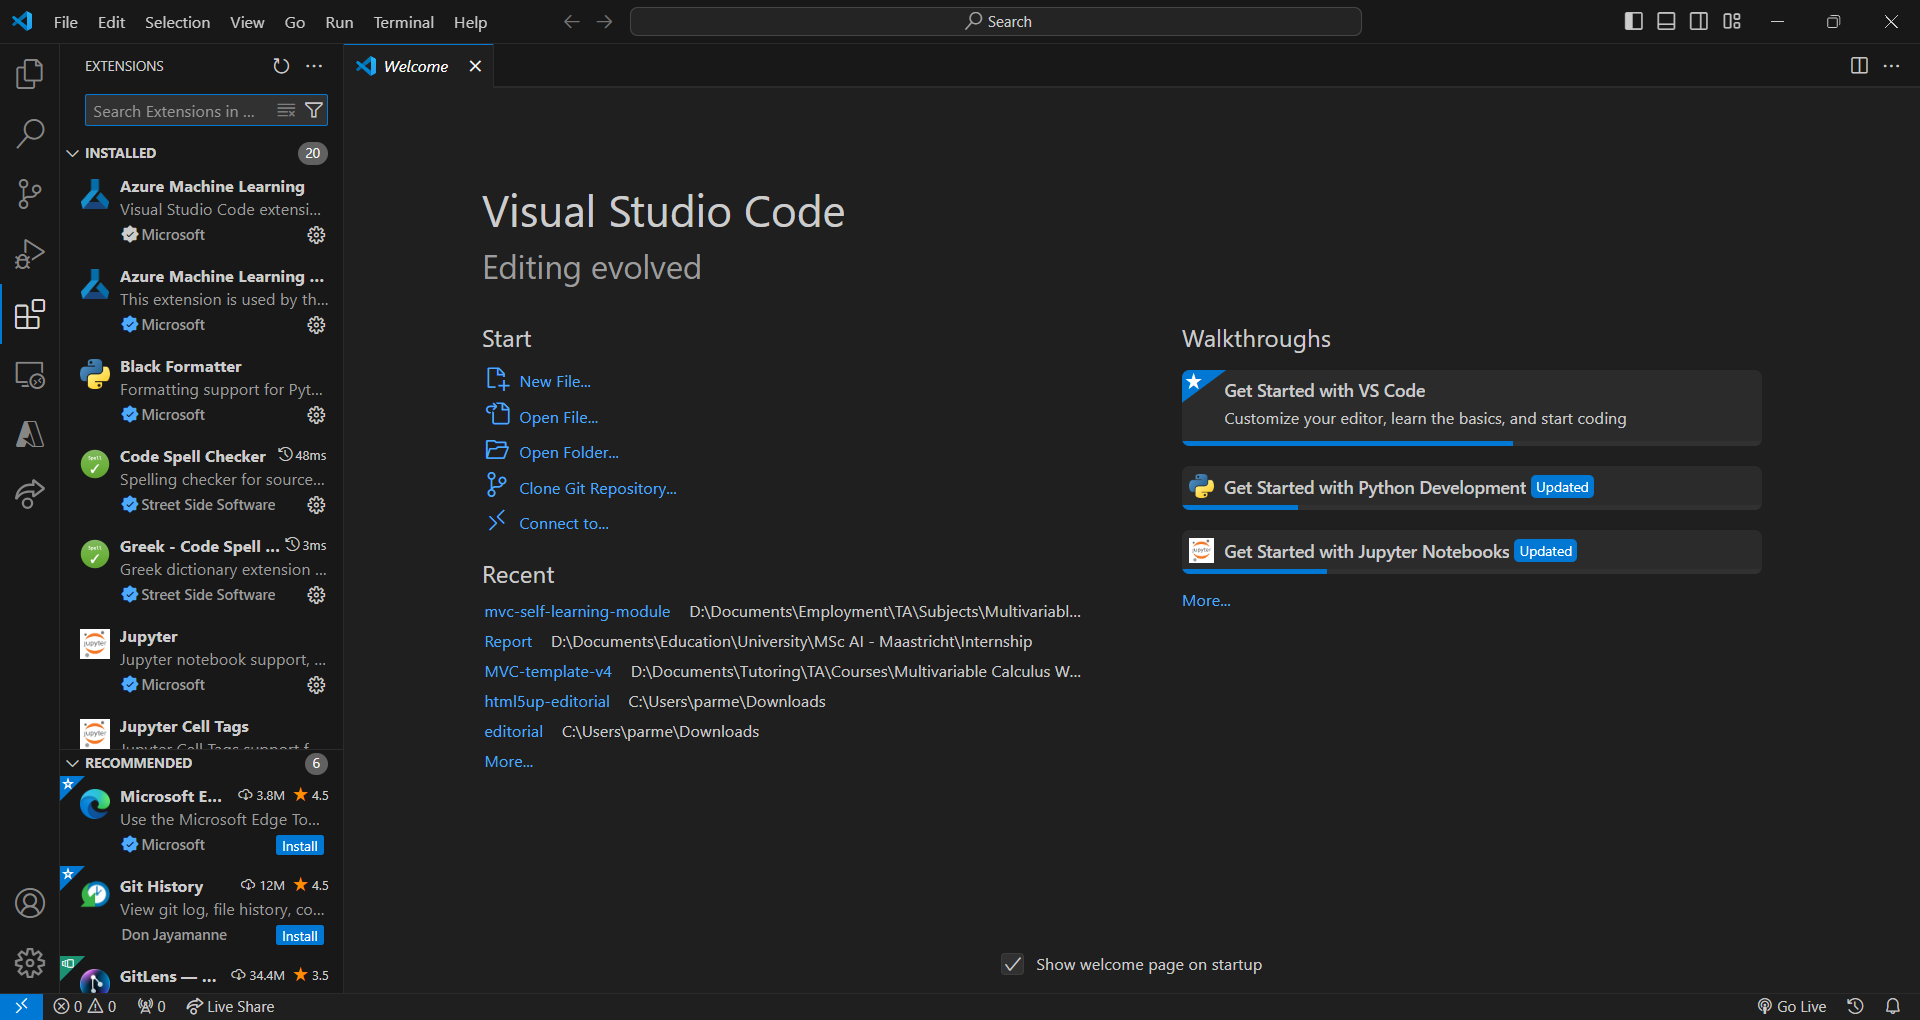 File Edit Selection View Go Run Terminal Help
Search
EXTENSIONS
Search Extensions in ...
INSTALLED 20
Azure Machine Learning
Visual Studio Code extensi...
Microsoft
Azure Machine Learning ...
This extension is used by th...
Microsoft
Black Formatter
Formatting support for Pyt...
Microsoft
Code Spell Checker 48ms
Spelling checker for source...
Street Side Software
Greek - Code Spell ... 3ms
Greek dictionary extension ...
Street Side Software
Jupyter
Jupyter notebook support, ...
Microsoft
Jupyter Cell Tags
Jupyter Cell Tags support f...
RECOMMENDED 6
Microsoft E... 3.8M 4.5
Use the Microsoft Edge To...
Microsoft Install
Git History 12M 4.5
View git log, file history, co...
Don Jayamanne Install
GitLens — ... 34.4M 3.5
Welcome
Visual Studio Code
Editing evolved
Start
New File...
Open File...
Open Folder...
Clone Git Repository...
Connect to...
Recent
mvc-self-learning-module D:\Documents\Employment\TA\Subjects\Multivariabl...
Report D:\Documents\Education\University\MSc AI - Maastricht\Internship
MVC-template-v4 D:\Documents\Tutoring\TA\Courses\Multivariable Calculus W...
html5up-editorial C:\Users\parme\Downloads
editorial C:\Users\parme\Downloads
More...
Walkthroughs
Get Started with VS Code
Customize your editor, learn the basics, and start coding
Get Started with Python Development Updated
Get Started with Jupyter Notebooks Updated
More...
Show welcome page on startup
0 0 0 Live Share
Go Live